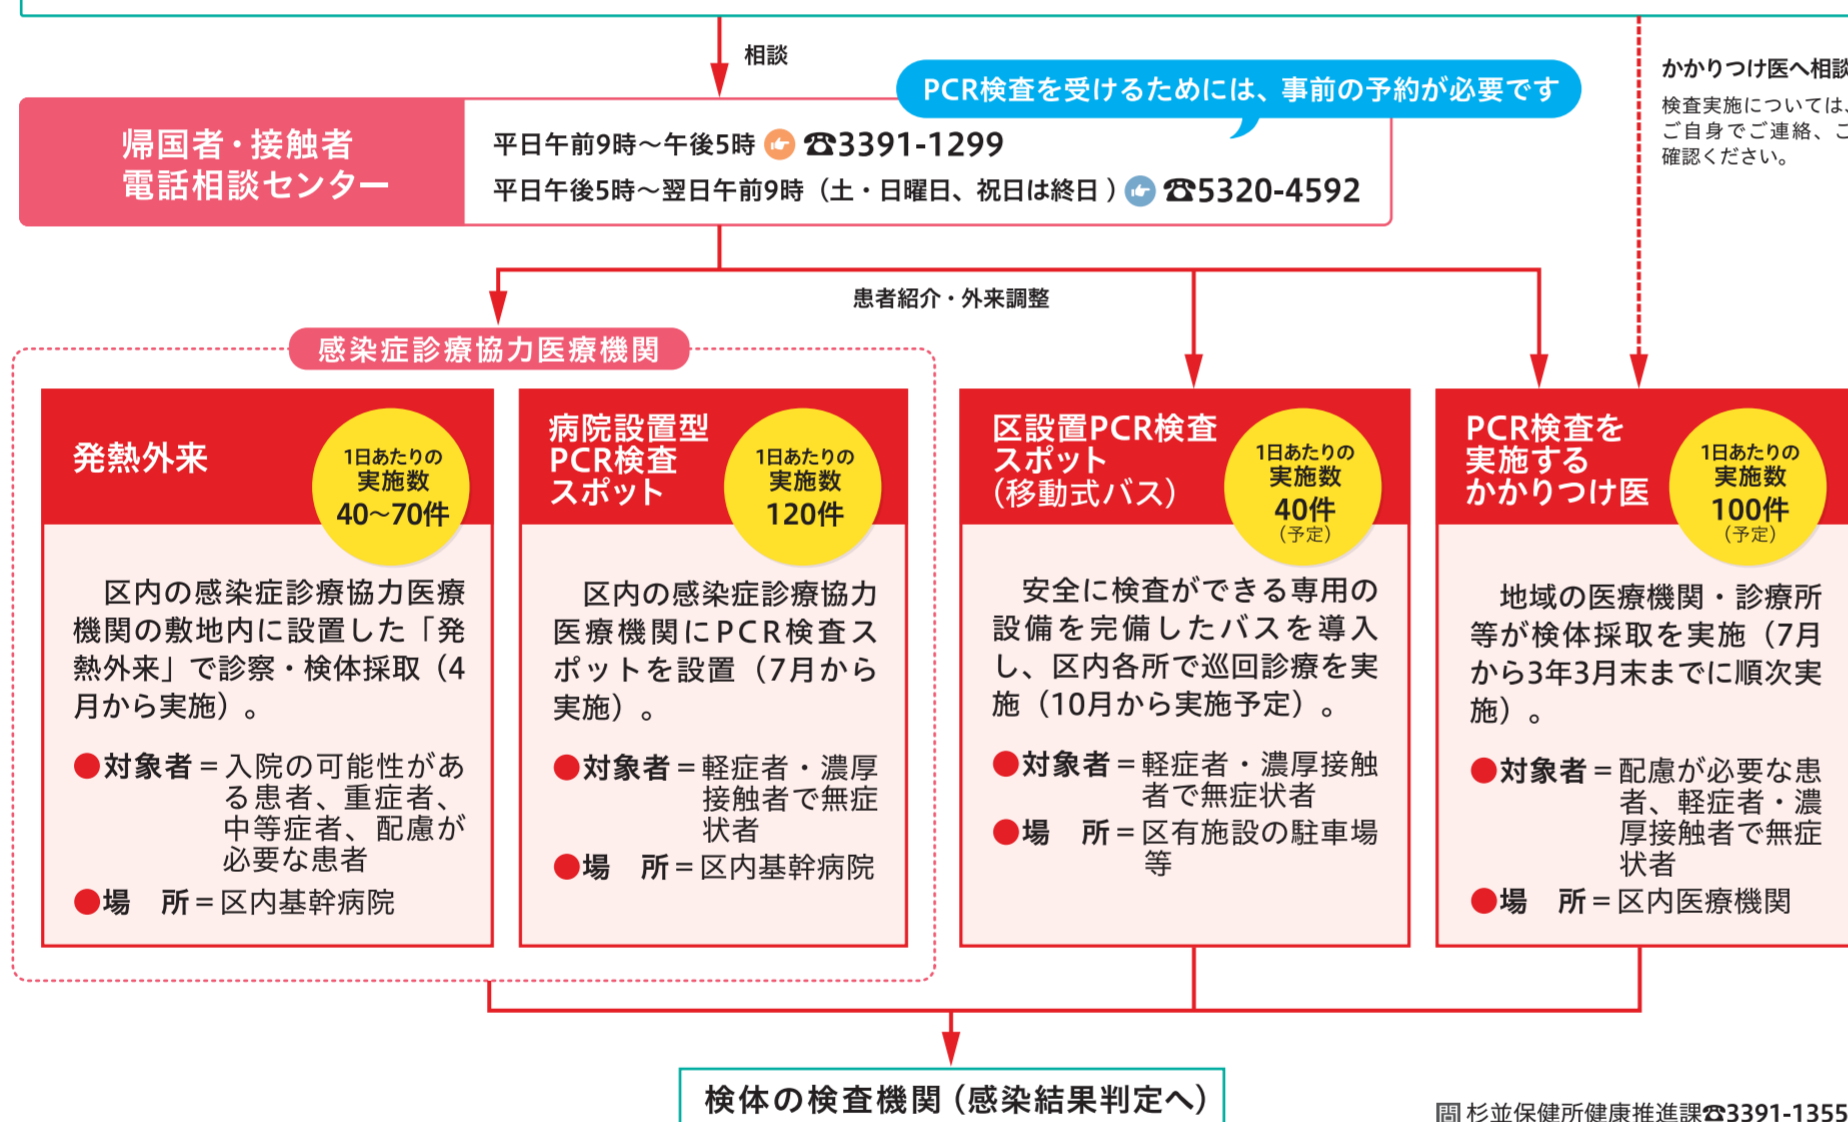 相談
PCR検査を受けるためには、事前の予約が必要です
かかりつけ医へ相談
検査実施については、
ご自身でご連絡、ご
確認ください。
帰国者・接触者
電話相談センター
平日午前9時～午後5時 ☎3391-1299
平日午後5時～翌日午前9時（土・日曜日、祝日は終日）☎5320-4592
患者紹介・外来調整
感染症診療協力医療機関
発熱外来
1日あたりの
実施数
40～70件
区内の感染症診療協力医療
機関の敷地内に設置した「発
熱外来」で診察・検体採取（4
月から実施）。
●対象者＝入院の可能性があ
る患者、重症者、
中等症者、配慮が
必要な患者
●場　所＝区内基幹病院
病院設置型
PCR検査
スポット
1日あたりの
実施数
120件
区内の感染症診療協力
医療機関にPCR検査ス
ポットを設置（7月から
実施）。
●対象者＝軽症者・濃厚
接触者で無症
状者
●場　所＝区内基幹病院
区設置PCR検査
スポット
（移動式バス）
1日あたりの
実施数
40件
（予定）
安全に検査ができる専用の
設備を完備したバスを導入
し、区内各所で巡回診療を実
施（10月から実施予定）。
●対象者＝軽症者・濃厚接触
者で無症状者
●場　所＝区有施設の駐車場
等
PCR検査を
実施する
かかりつけ医
1日あたりの
実施数
100件
（予定）
地域の医療機関・診療所
等が検体採取を実施（7月
から3年3月末までに順次実
施）。
●対象者＝配慮が必要な患
者、軽症者・濃
厚接触者で無症
状者
●場　所＝区内医療機関
検体の検査機関（感染結果判定へ）
問 杉並保健所健康推進課☎3391-1355